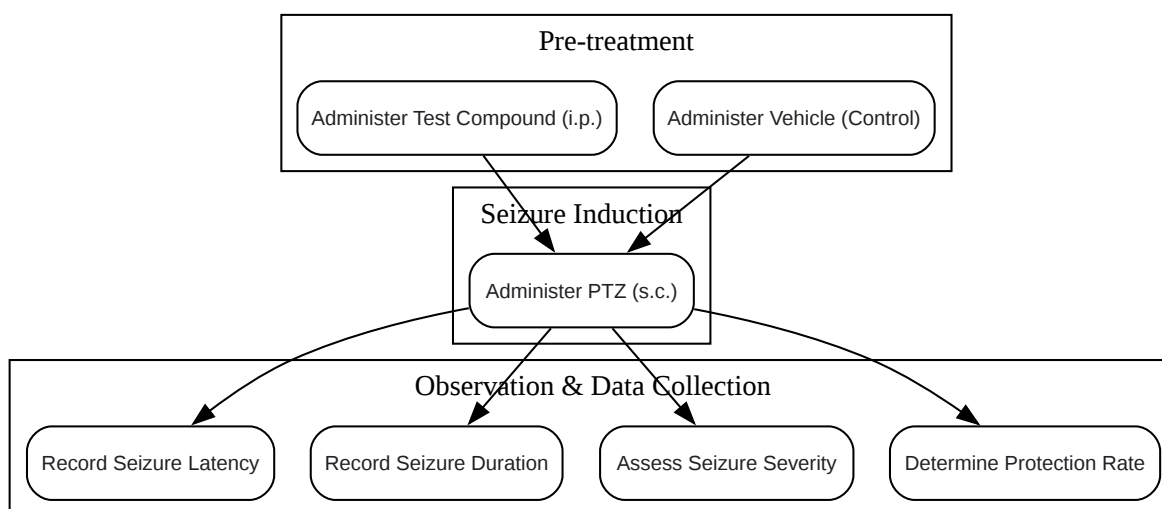 Pre-treatment
Administer Test Compound (i.p.)
Administer Vehicle (Control)
Seizure Induction
Administer PTZ (s.c.)
Observation & Data Collection
Record Seizure Latency
Record Seizure Duration
Assess Seizure Severity
Determine Protection Rate